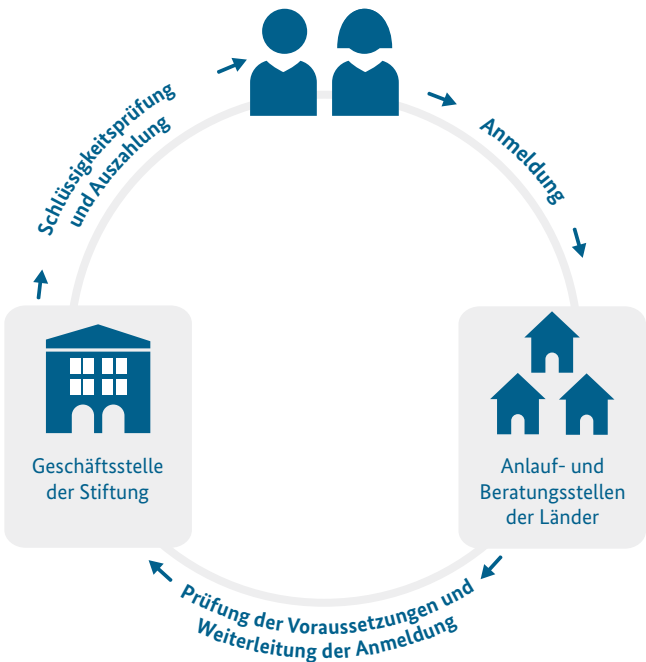 Anmeldung
Anlauf- und
Beratungsstellen
der Länder
Prüfung der Voraussetzungen und
Weiterleitung der Anmeldung
Geschäftsstelle
der Stiftung
Schlüssigkeitsprüfung
und Auszahlung